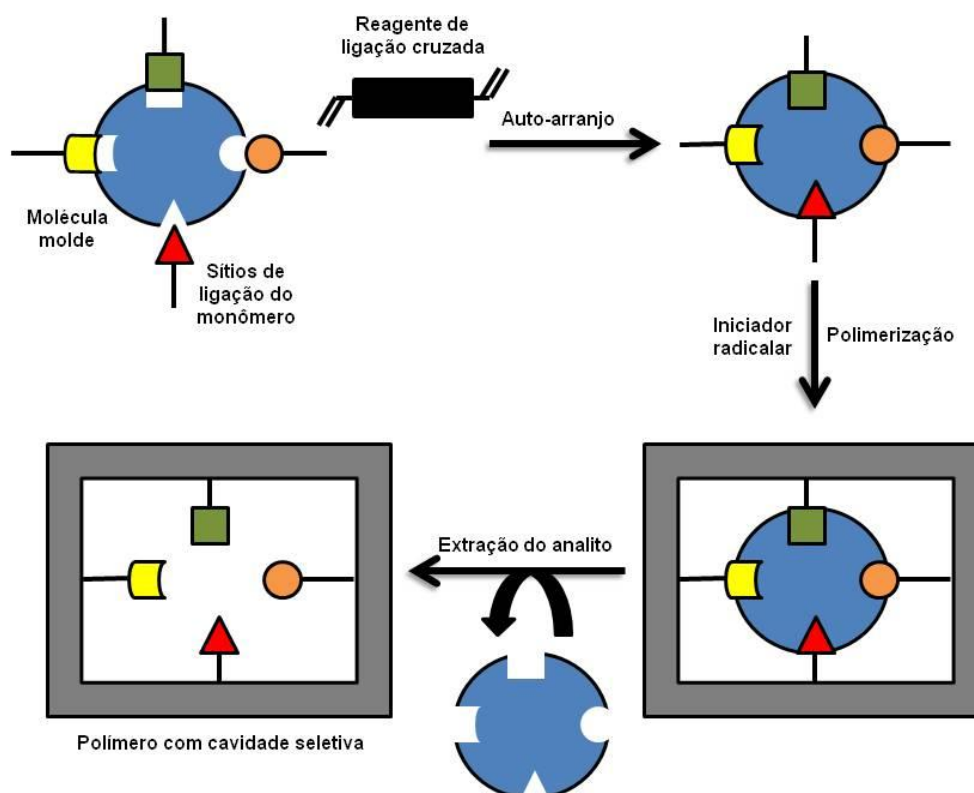 Reagente de
ligação cruzada
Auto-arranjo
Molécula
molde
Sítios de
ligação do
monômero
Iniciador
radicalar
Polimerização
Extração do analito
Polímero com cavidade seletiva